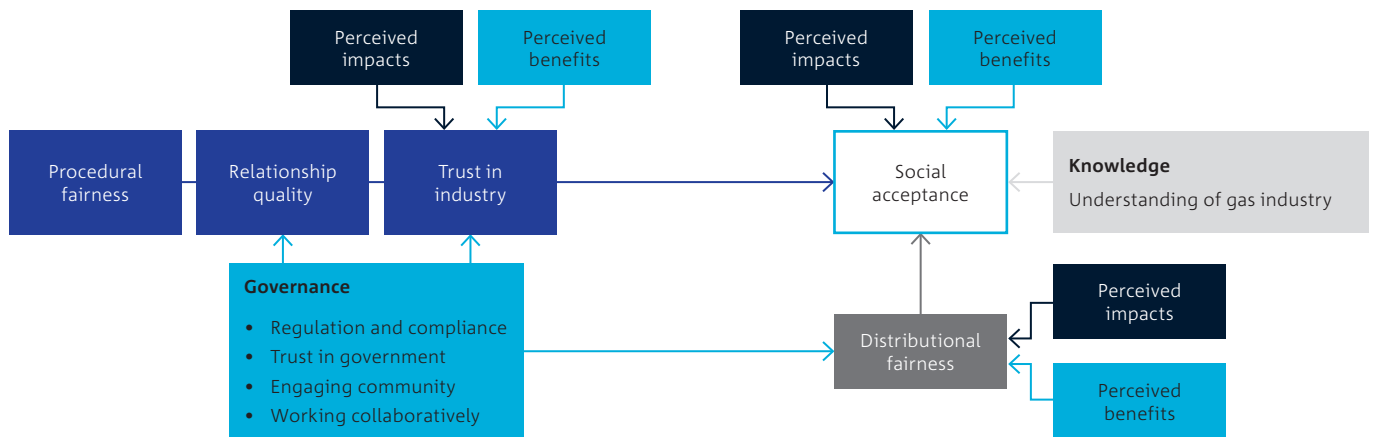 Perceived
impacts
Perceived
benefits
Perceived
impacts
Perceived
benefits
Procedural
fairness
Relationship
quality
Trust in
industry
Social
acceptance
Knowledge
Understanding of gas industry
Governance
• Regulation and compliance
• Trust in government
• Engaging community
• Working collaboratively
Distributional
fairness
Perceived
impacts
Perceived
benefits